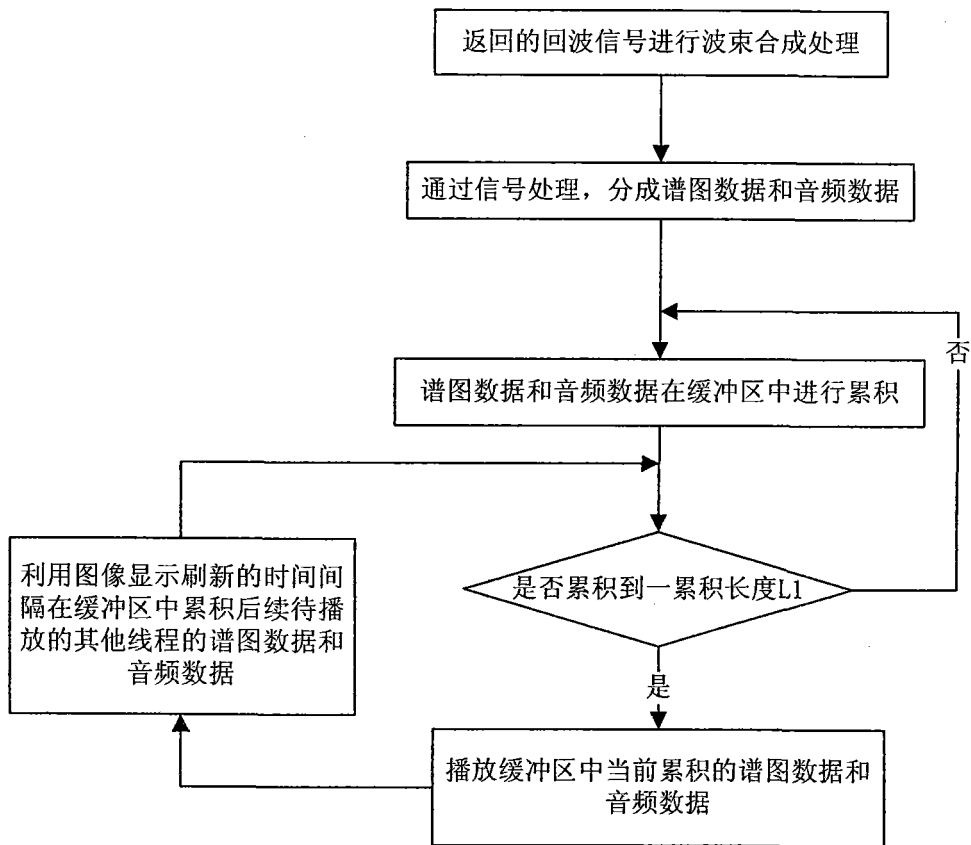 返回的回波信号进行波束合成处理
通过信号处理，分成谱图数据和音频数据
否
谱图数据和音频数据在缓冲区中进行累积
利用图像显示刷新的时间间
隔在缓冲区中累积后续待播
放的其他线程的谱图数据和
音频数据
是否累积到一累积长度L1
是
播放缓冲区中当前累积的谱图数据和
音频数据